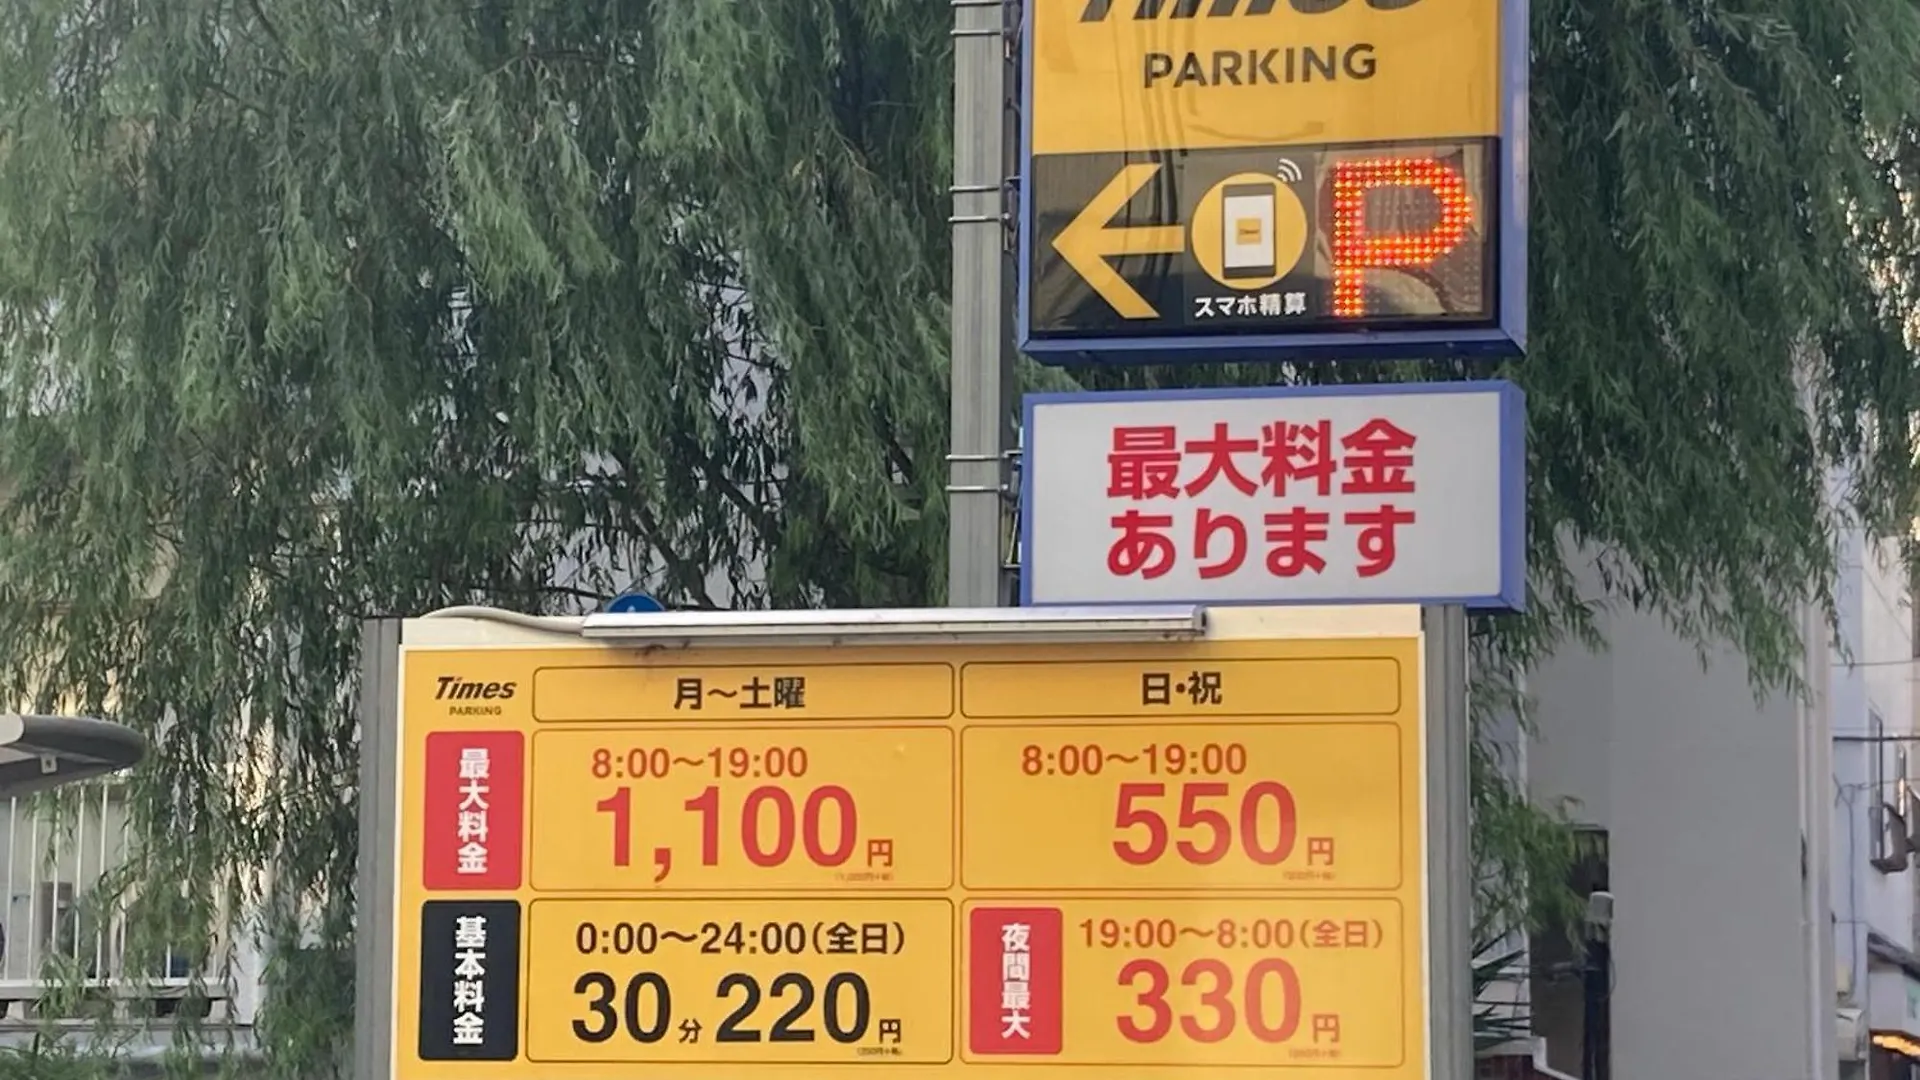 Times
PARKING
スマホ精算
P
最大料金
あります
Times
PARKING
月～土曜
日・祝
最大料金
8:00～19:00
1,100円
8:00～19:00
550円
基本料金
0:00～24:00(全日)
30分220円
夜間最大
19:00～8:00(全日)
330円